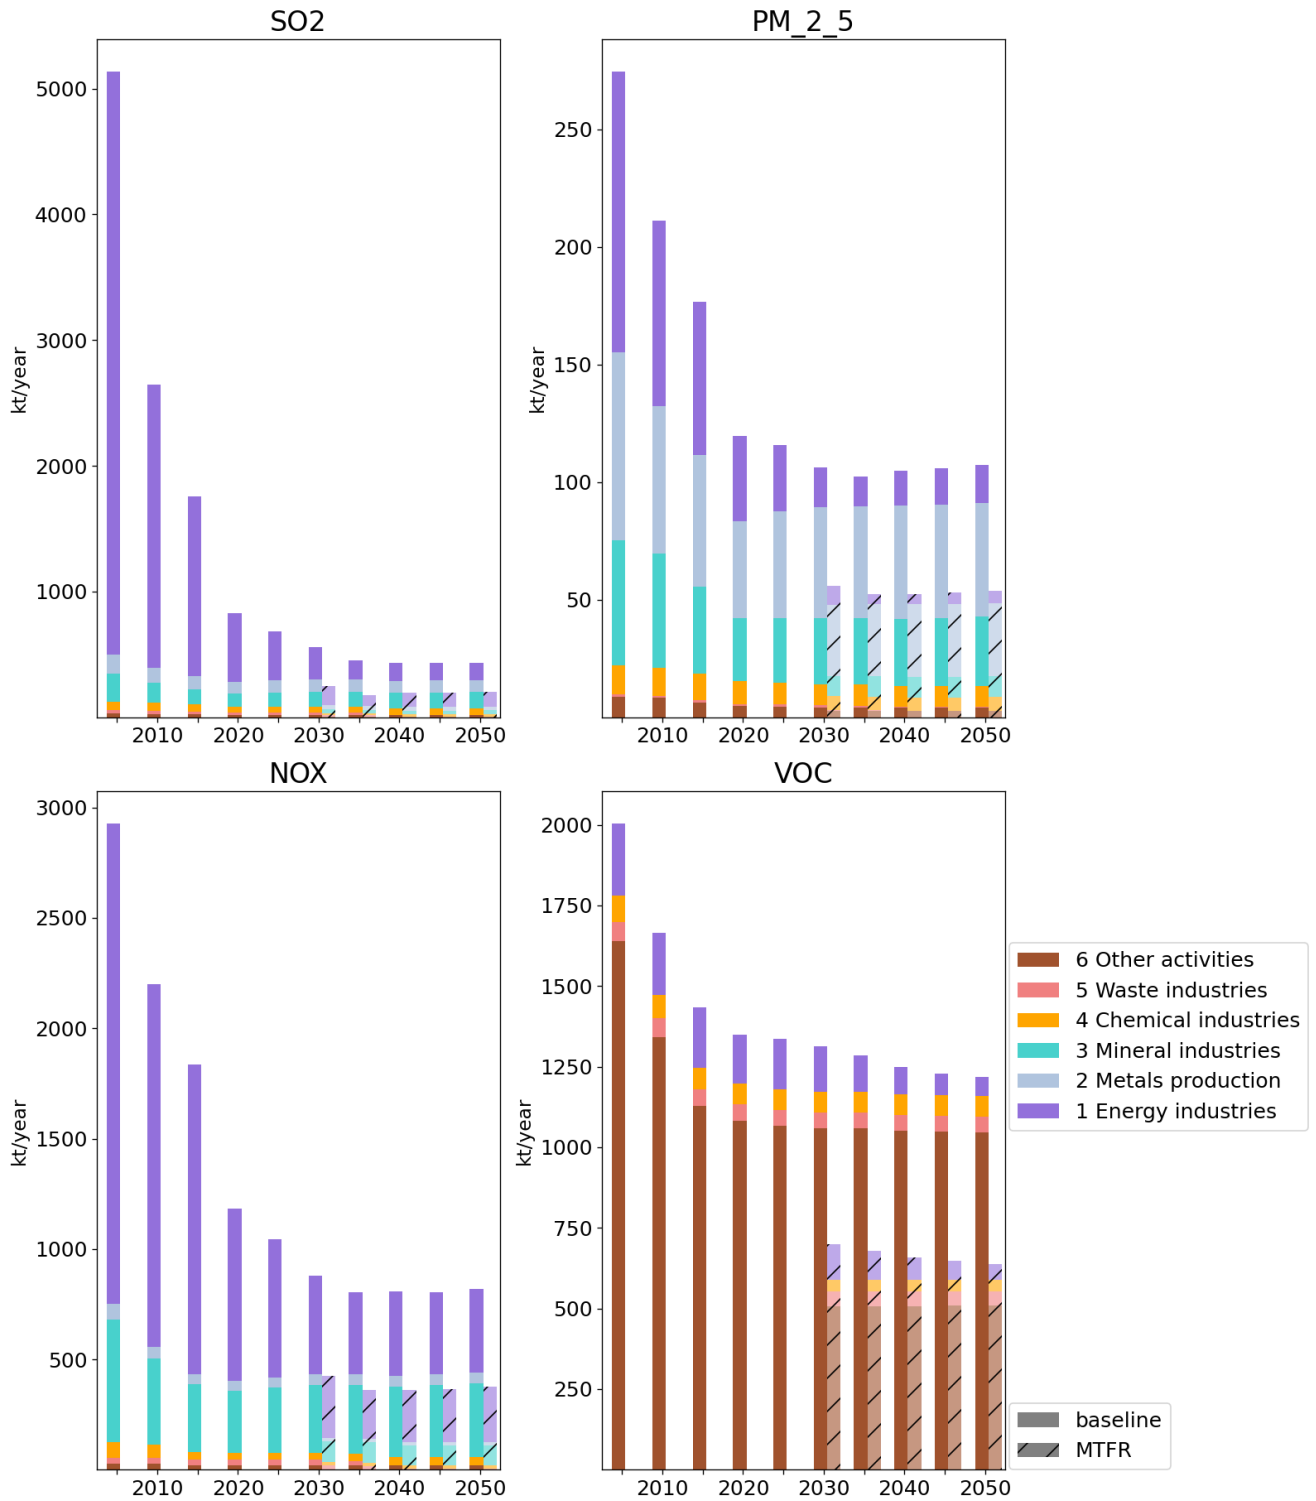 SO2
5000
4000
3000
2000
1000
kt/year
2010 2020 2030 2040 2050
PM_2_5
250
200
150
100
50
kt/year
2010 2020 2030 2040 2050
NOX
3000
2500
2000
1500
1000
500
kt/year
2010 2020 2030 2040 2050
VOC
2000
1750
1500
1250
1000
750
500
250
kt/year
2010 2020 2030 2040 2050
6 Other activities
5 Waste industries
4 Chemical industries
3 Mineral industries
2 Metals production
1 Energy industries
baseline
MTFR